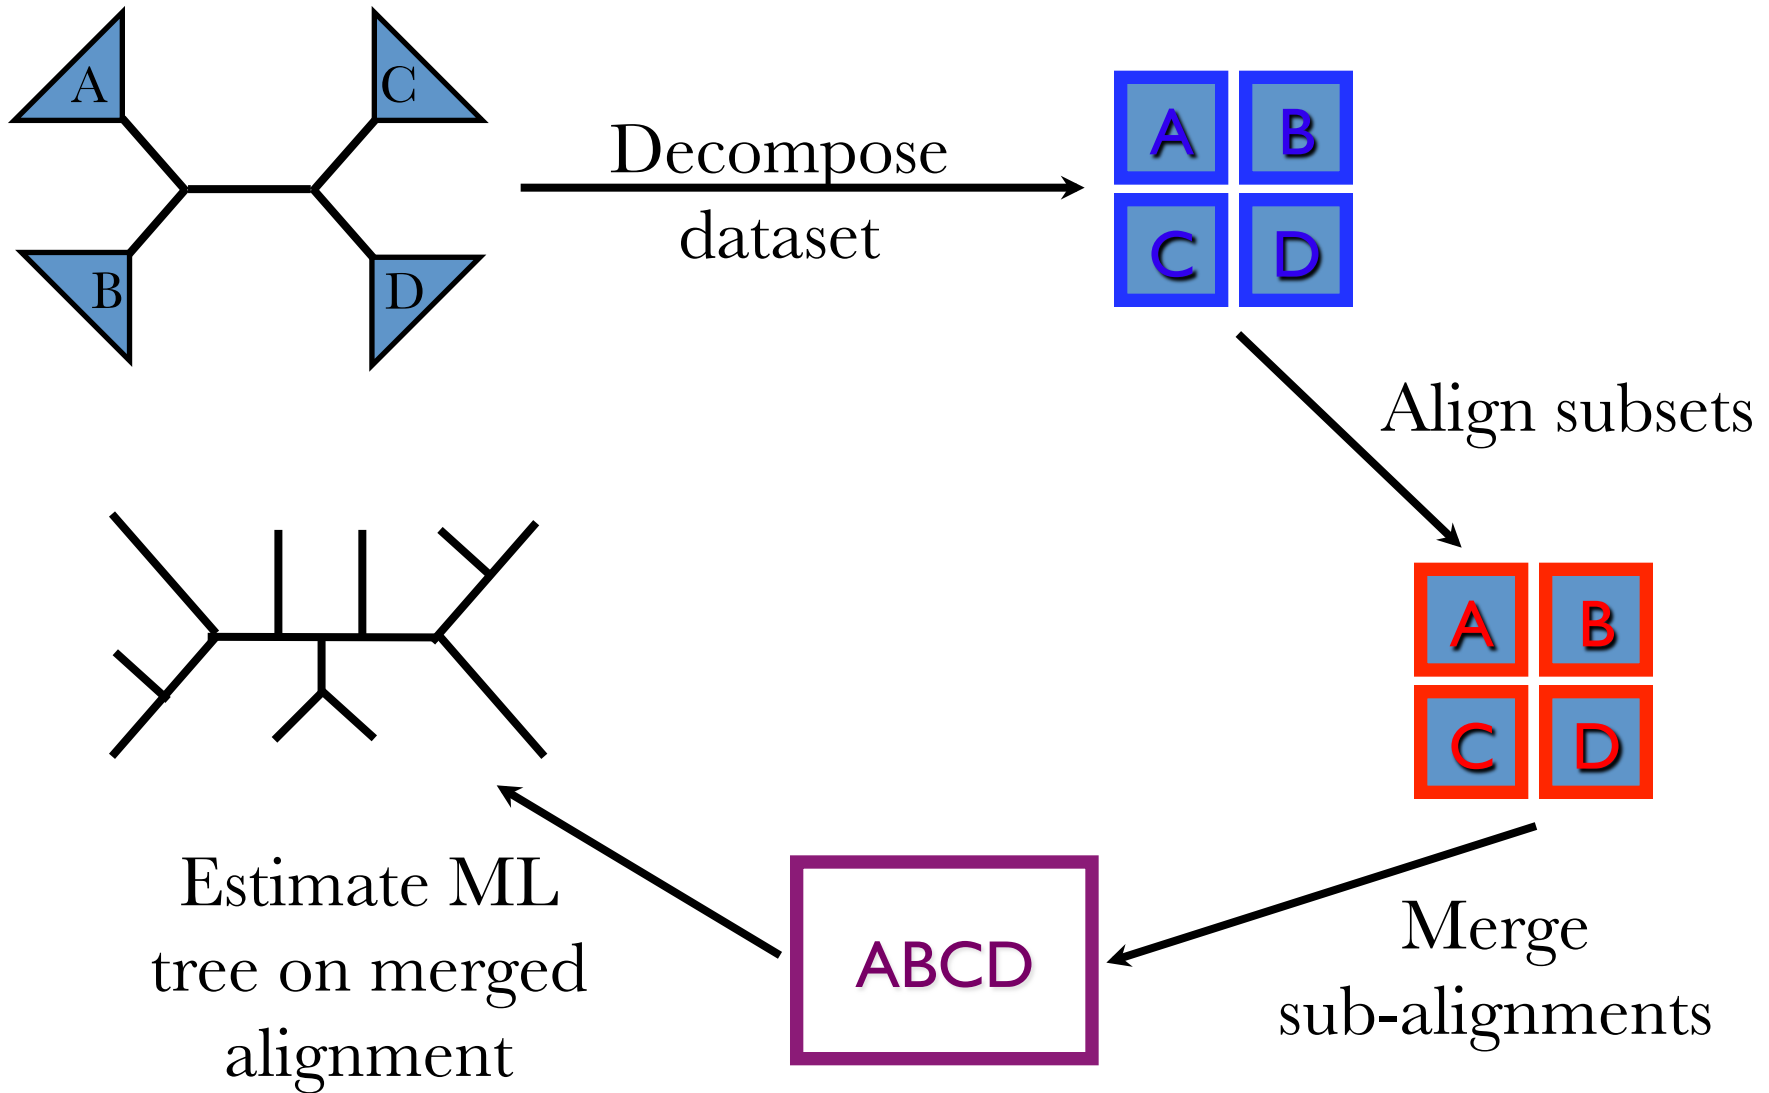 A
C
B
D
Decompose
dataset
A B
C D
Align subsets
A B
C D
Merge
sub-alignments
ABCD
Estimate ML
tree on merged
alignment